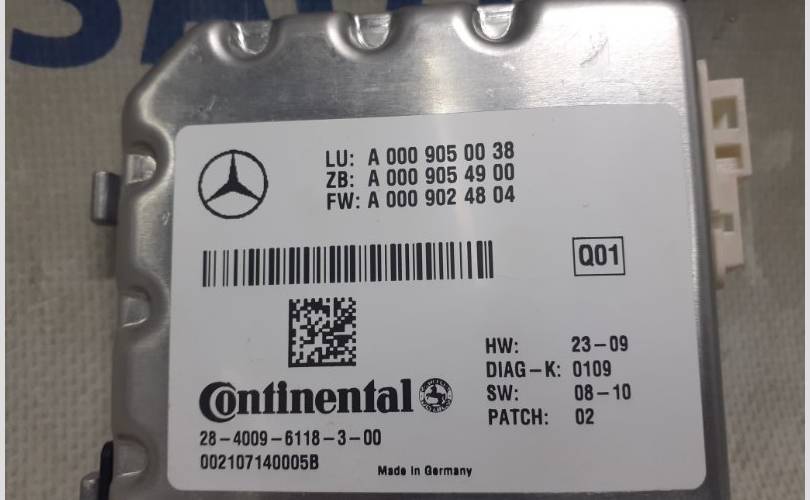 LU: A 000 905 00 38
ZB: A 000 905 49 00
FW: A 000 902 48 04
Q01
HW: 23-09
DIAG-K: 0109
SW: 08-10
PATCH: 02
Continental
28-4009-6118-3-00
002107140005B
Made in Germany